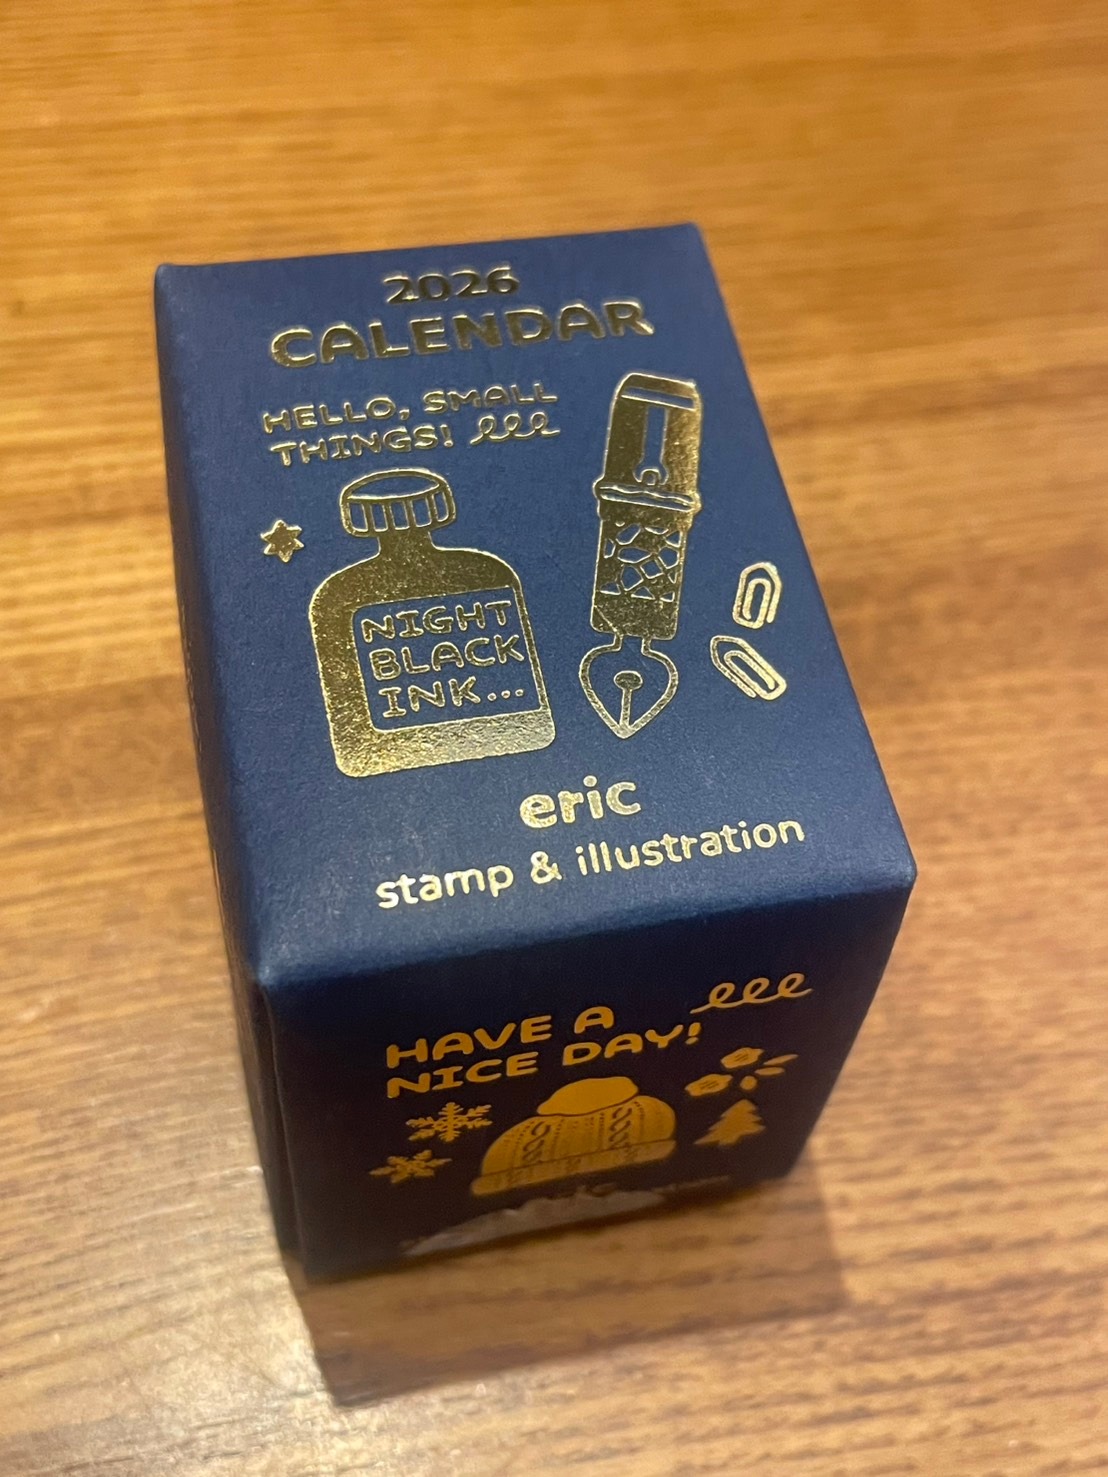 2026
CALENDAR
HELLO, SMALL
THINGS!
NIGHT
BLACK
INK...
eric
stamp & illustration
HAVE A
NICE DAY!